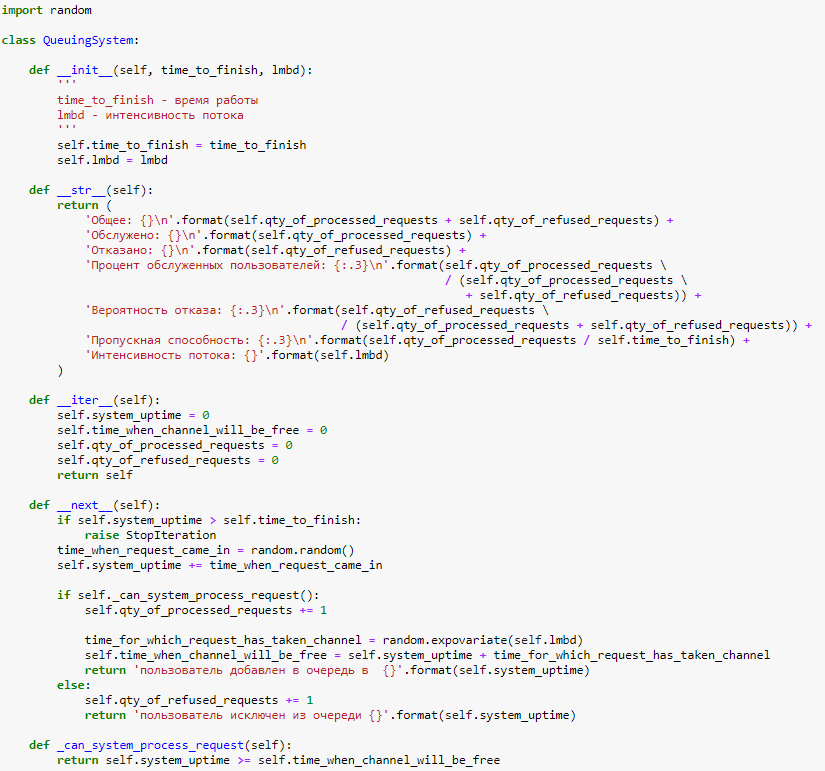 import random
class QueuingSystem:
    def __init__(self, time_to_finish, lmbd):
        '''
        time_to_finish - время работы
        lmbd - интенсивность потока
        '''
        self.time_to_finish = time_to_finish
        self.lmbd = lmbd
    def __str__(self):
        return (
            'Общее: {}\n'.format(self.qty_of_processed_requests + self.qty_of_refused_requests) +
            'Обслужено: {}\n'.format(self.qty_of_processed_requests) +
            'Отказано: {}\n'.format(self.qty_of_refused_requests) +
            'Процент обслуженных пользователей: {:.3}\n'.format(self.qty_of_processed_requests \
                                                               / (self.qty_of_processed_requests \
                                                                  + self.qty_of_refused_requests)) +
            'Вероятность отказа: {:.3}\n'.format(self.qty_of_refused_requests \
                                                 / (self.qty_of_processed_requests + self.qty_of_refused_requests)) +
            'Пропускная способность: {:.3}\n'.format(self.qty_of_processed_requests / self.time_to_finish) +
            'Интенсивность потока: {}'.format(self.lmbd)
        )
    def __iter__(self):
        self.system_uptime = 0
        self.time_when_channel_will_be_free = 0
        self.qty_of_processed_requests = 0
        self.qty_of_refused_requests = 0
        return self
    def __next__(self):
        if self.system_uptime > self.time_to_finish:
            raise StopIteration
        time_when_request_came_in = random.random()
        self.system_uptime += time_when_request_came_in
        if self._can_system_process_request():
            self.qty_of_processed_requests += 1
            time_for_which_request_has_taken_channel = random.expovariate(self.lmbd)
            self.time_when_channel_will_be_free = self.system_uptime + time_for_which_request_has_taken_channel
            return 'пользователь добавлен в очередь в  {}'.format(self.system_uptime)
        else:
            self.qty_of_refused_requests += 1
            return 'пользователь исключен из очереди {}'.format(self.system_uptime)
    def _can_system_process_request(self):
        return self.system_uptime >= self.time_when_channel_will_be_free